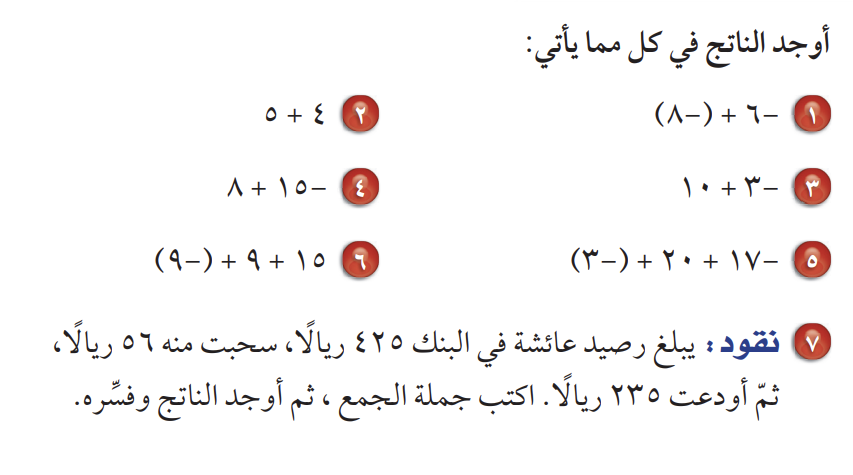 أوجد الناتج في كل مما يأتي:
١ −٦ + (−٨)
٢ ٤ + ٥
٣ −٣ + ١٠
٤ −١٥ + ٨
٥ −١٧ + ٢٠ + (−٣)
٦ ١٥ + ٩ + (−٩)
٧ نقود: يبلغ رصيد عائشة في البنك ٤٢٥ ريالًا، سحبت منه ٥٦ ريالًا،
ثمّ أودعت ٢٣٥ ريالًا. اكتب جملة الجمع ، ثم أوجد الناتج وفسِّره.